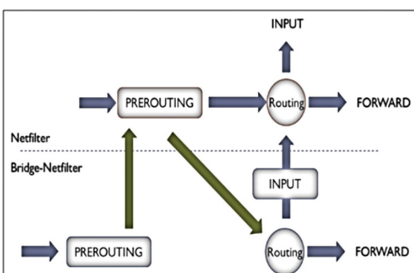 INPUT
PREROUTING
Routing
FORWARD
Netfilter
Bridge-Netfilter
INPUT
PREROUTING
Routing
FORWARD